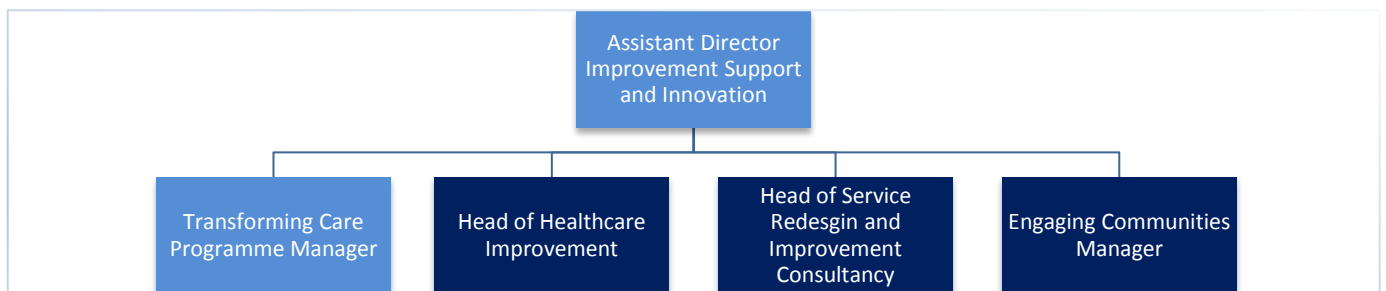 Assistant Director
Improvement Support
and Innovation
Transforming Care
Programme Manager
Head of Healthcare
Improvement
Head of Service
Redesgin and
Improvement
Consultancy
Engaging Communities
Manager